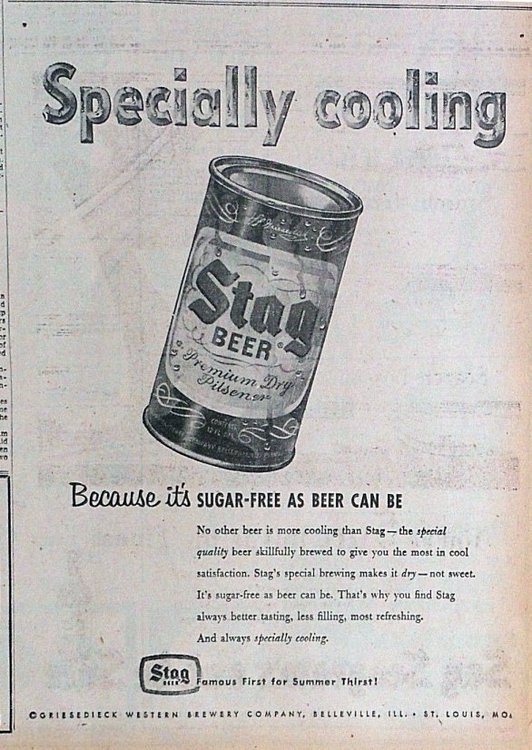 Specially cooling
Stag
BEER
Premium Dry
Pilsener
Because it's SUGAR-FREE AS BEER CAN BE
No other beer is more cooling than Stag—the special
quality beer skillfully brewed to give you the most in cool
satisfaction. Stag's special brewing makes it dry—not sweet.
It's sugar-free as beer can be. That's why you find Stag
always better tasting, less filling, most refreshing.
And always specially cooling.
Stag
BEER
Famous First for Summer Thirst!
©GRIESEDIECK WESTERN BREWERY COMPANY, BELLEVILLE, ILL. • ST. LOUIS, MO.